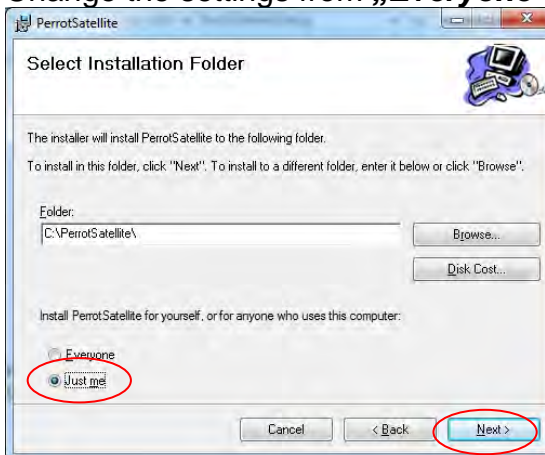 Change the settings from „Everyone
PerrotSatellite
Select Installation Folder
The installer will install PerrotSatellite to the following folder.
To install in this folder, click "Next". To install to a different folder, enter it below or click "Browse".
Folder:
C:\PerrotSatellite\
Browse...
Disk Cost...
Install PerrotSatellite for yourself, or for anyone who uses this computer:
Everyone
Just me
Cancel
< Back
Next >